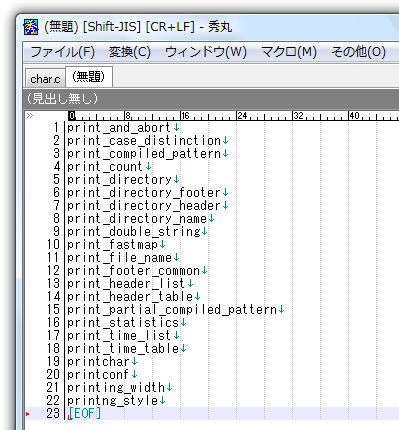 (無題) [Shift-JIS] [CR+LF] - 秀丸
ファイル(F) 変換(C) ウィンドウ(W) マクロ(M) その他(O)
char.c (無題)
(見出し無し)
0 8 16 24 32 40
1 print_and_abort↓
2 print_case_distinction↓
3 print_compiled_pattern↓
4 print_count↓
5 print_directory↓
6 print_directory_footer↓
7 print_directory_header↓
8 print_directory_name↓
9 print_double_string↓
10 print_fastmap↓
11 print_file_name↓
12 print_footer_common↓
13 print_header_list↓
14 print_header_table↓
15 print_partial_compiled_pattern↓
16 print_statistics↓
17 print_time_list↓
18 print_time_table↓
19 printchar↓
20 printconf↓
21 printing_width↓
22 printng_style↓
23 [EOF]